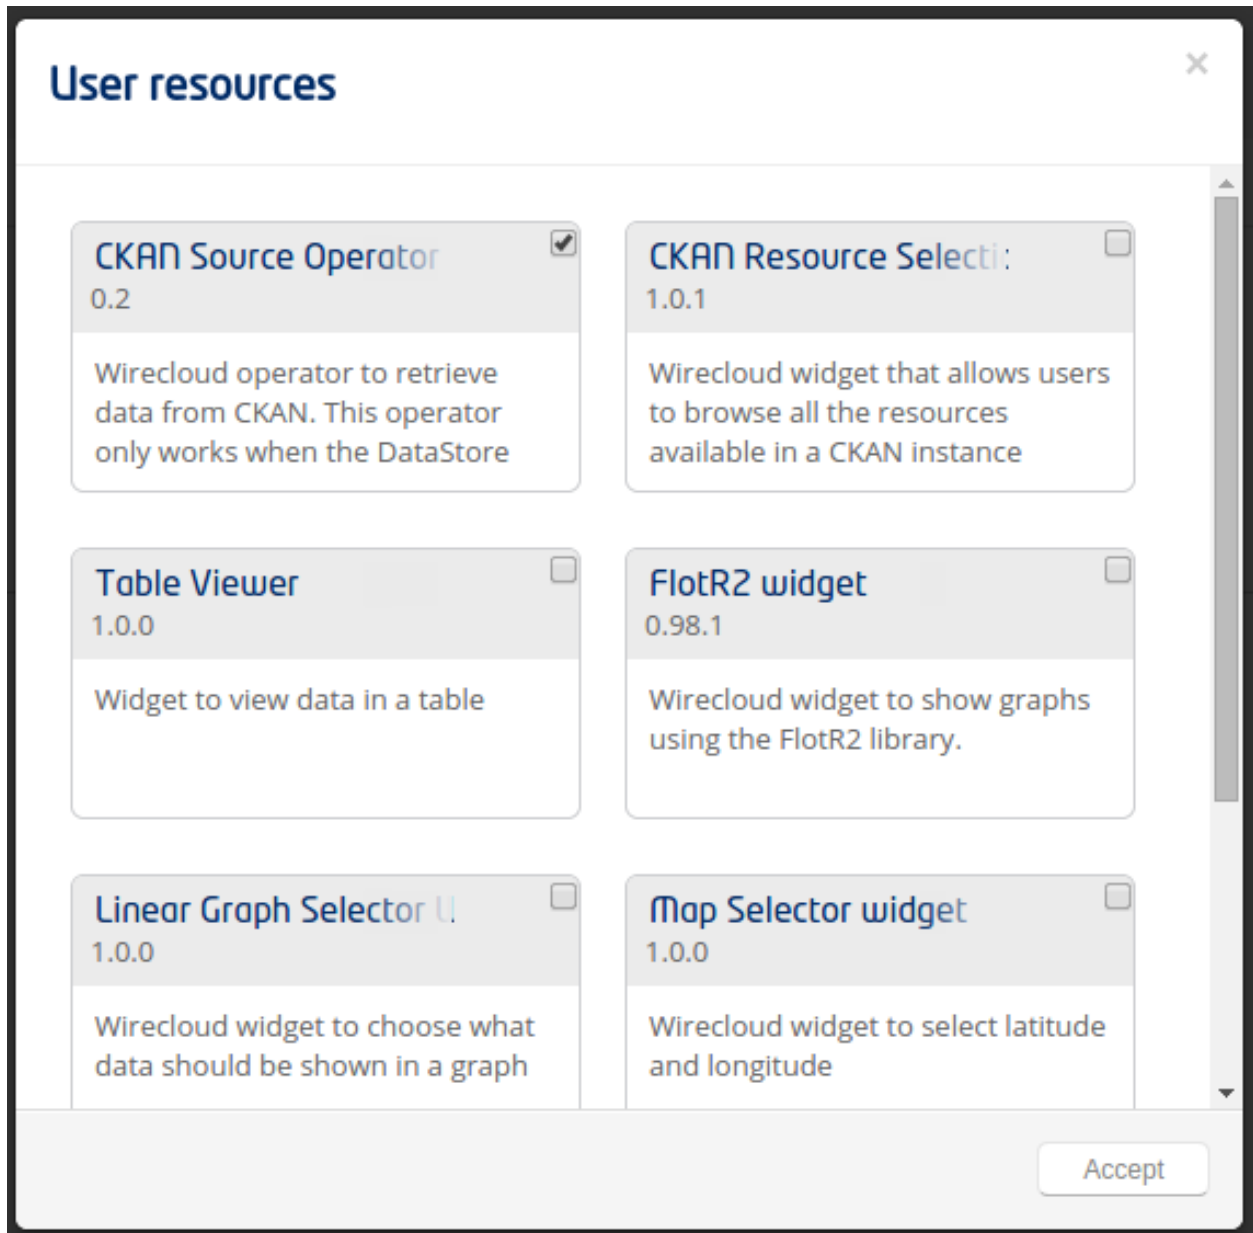 User resources
CKAN Source Operator
0.2
Wirecloud operator to retrieve
data from CKAN. This operator
only works when the DataStore
CKAN Resource Selecti
1.0.1
Wirecloud widget that allows users
to browse all the resources
available in a CKAN instance
Table Viewer
1.0.0
Widget to view data in a table
FlotR2 widget
0.98.1
Wirecloud widget to show graphs
using the FlotR2 library.
Linear Graph Selector
1.0.0
Wirecloud widget to choose what
data should be shown in a graph
Map Selector widget
1.0.0
Wirecloud widget to select latitude
and longitude
Accept